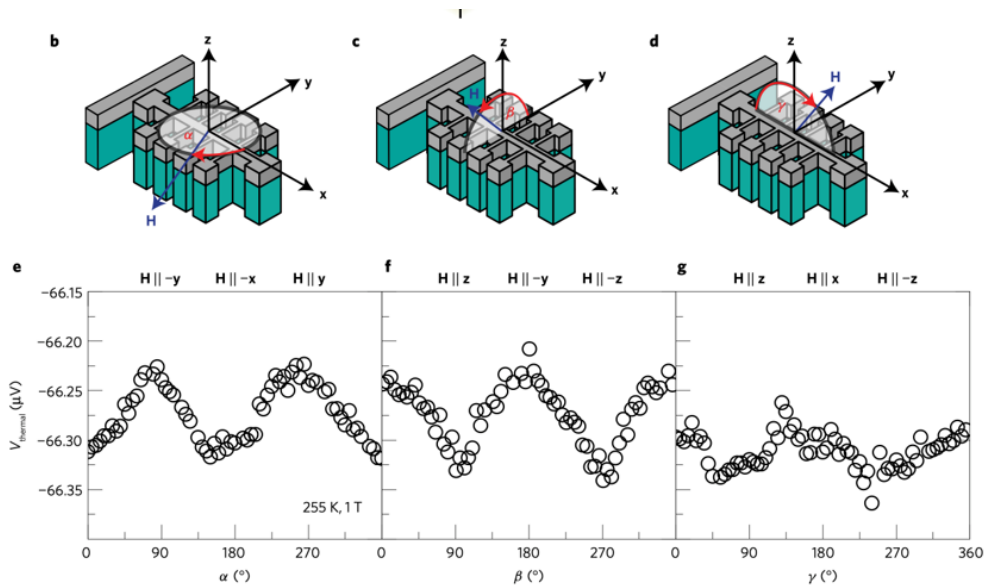 b
c
d
z
y
x
H
α
z
y
x
H
β
z
y
x
H
γ
e
H || −y
H || −x
H || y
f
H || z
H || −y
H || −z
g
H || z
H || x
H || −z
−66.15
−66.20
−66.25
−66.30
−66.35
V thermal (μV)
255 K, 1 T
0 90 180 270
0 90 180 270
0 90 180 270 360
α (°)
β (°)
γ (°)